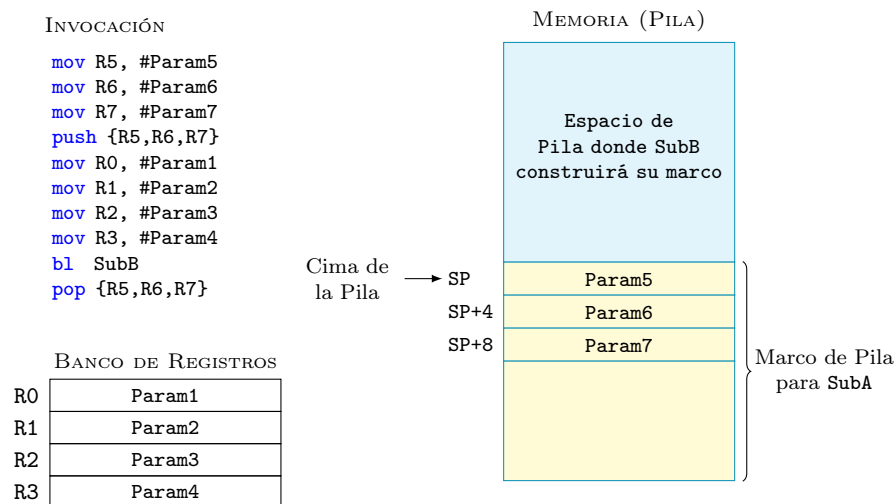 Invocación
mov R5, #Param5
mov R6, #Param6
mov R7, #Param7
push {R5,R6,R7}
mov R0, #Param1
mov R1, #Param2
mov R2, #Param3
mov R3, #Param4
bl SubB
pop {R5,R6,R7}
Banco de Registros
R0 Param1
R1 Param2
R2 Param3
R3 Param4
Memoria (Pila)
Espacio de
Pila donde SubB
construirá su marco
Cima de
la Pila
SP Param5
SP+4 Param6
SP+8 Param7
Marco de Pila
para SubA